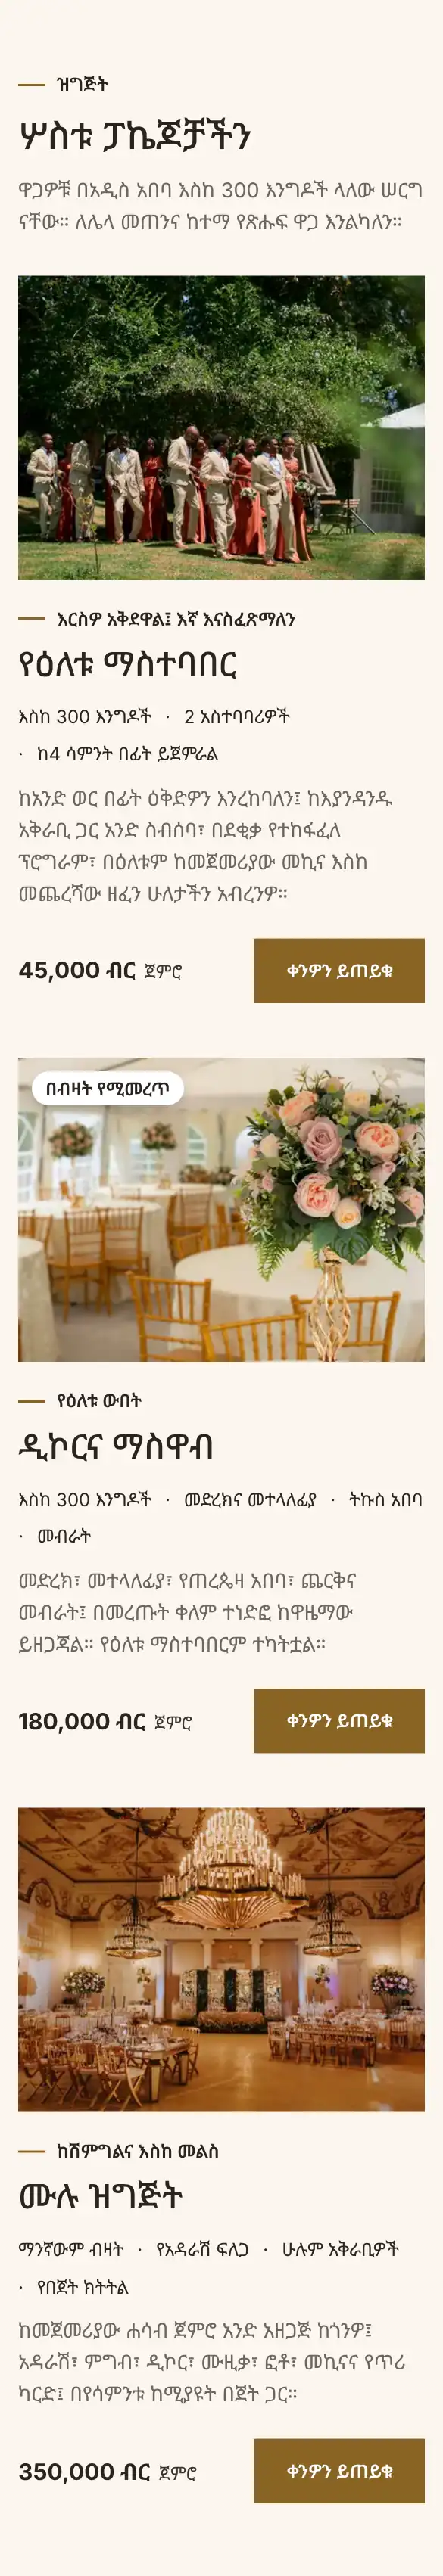 ዝግጅት
ሦስቱ ፓኬጆቻችን
ዋጋዎቹ በአዲስ አበባ እስከ 300 እንግዶች ላለው ሠርግ
ናቸው። ለሌላ መጠንና ከተማ የጽሑፍ ዋጋ እንልካለን።
እርስዎ አቅደዋል፤ እኛ እናስፈጽማለን
የዕለቱ ማስተባበር
እስከ 300 እንግዶች · 2 አስተባባሪዎች
· ከ4 ሳምንት በፊት ይጀምራል
ከአንድ ወር በፊት ዕቅድዎን እንረከባለን፤ ከእያንዳንዱ
አቅራቢ ጋር አንድ ስብሰባ፣ በደቂቃ የተከፋፈለ
ፕሮግራም፣ በዕለቱም ከመጀመሪያው መኪና እስከ
መጨረሻው ዘፈን ሁለታችን አብረንዎ።
45,000 ብር ጀምሮ
ቀንዎን ይጠይቁ
በብዛት የሚመረጥ
የዕለቱ ውበት
ዲኮርና ማስዋብ
እስከ 300 እንግዶች · መድረክና መተላለፊያ · ትኩስ አበባ
· መብራት
መድረክ፣ መተላለፊያ፣ የጠረጴዛ አበባ፣ ጨርቅና
መብራት፤ በመረጡት ቀለም ተነድፎ ከዋዜማው
ይዘጋጃል። የዕለቱ ማስተባበርም ተካትቷል።
180,000 ብር ጀምሮ
ቀንዎን ይጠይቁ
ከሽምግልና እስከ መልስ
ሙሉ ዝግጅት
ማንኛውም ብዛት · የአዳራሽ ፍለጋ · ሁሉም አቅራቢዎች
· የበጀት ክትትል
ከመጀመሪያው ሐሳብ ጀምሮ አንድ አዘጋጅ ከጎንዎ፤
አዳራሽ፣ ምግብ፣ ዲኮር፣ ሙዚቃ፣ ፎቶ፣ መኪናና የጥሪ
ካርድ፤ በየሳምንቱ ከሚያዩት በጀት ጋር።
350,000 ብር ጀምሮ
ቀንዎን ይጠይቁ